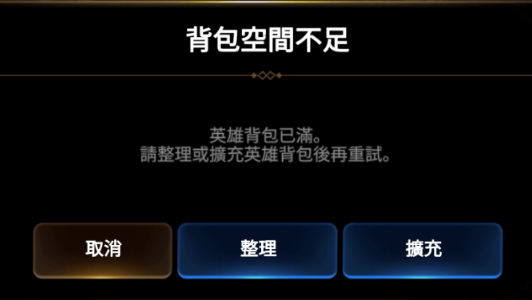 背包空間不足
英雄背包已滿。
請整理或擴充英雄背包後再重試。
取消
整理
擴充